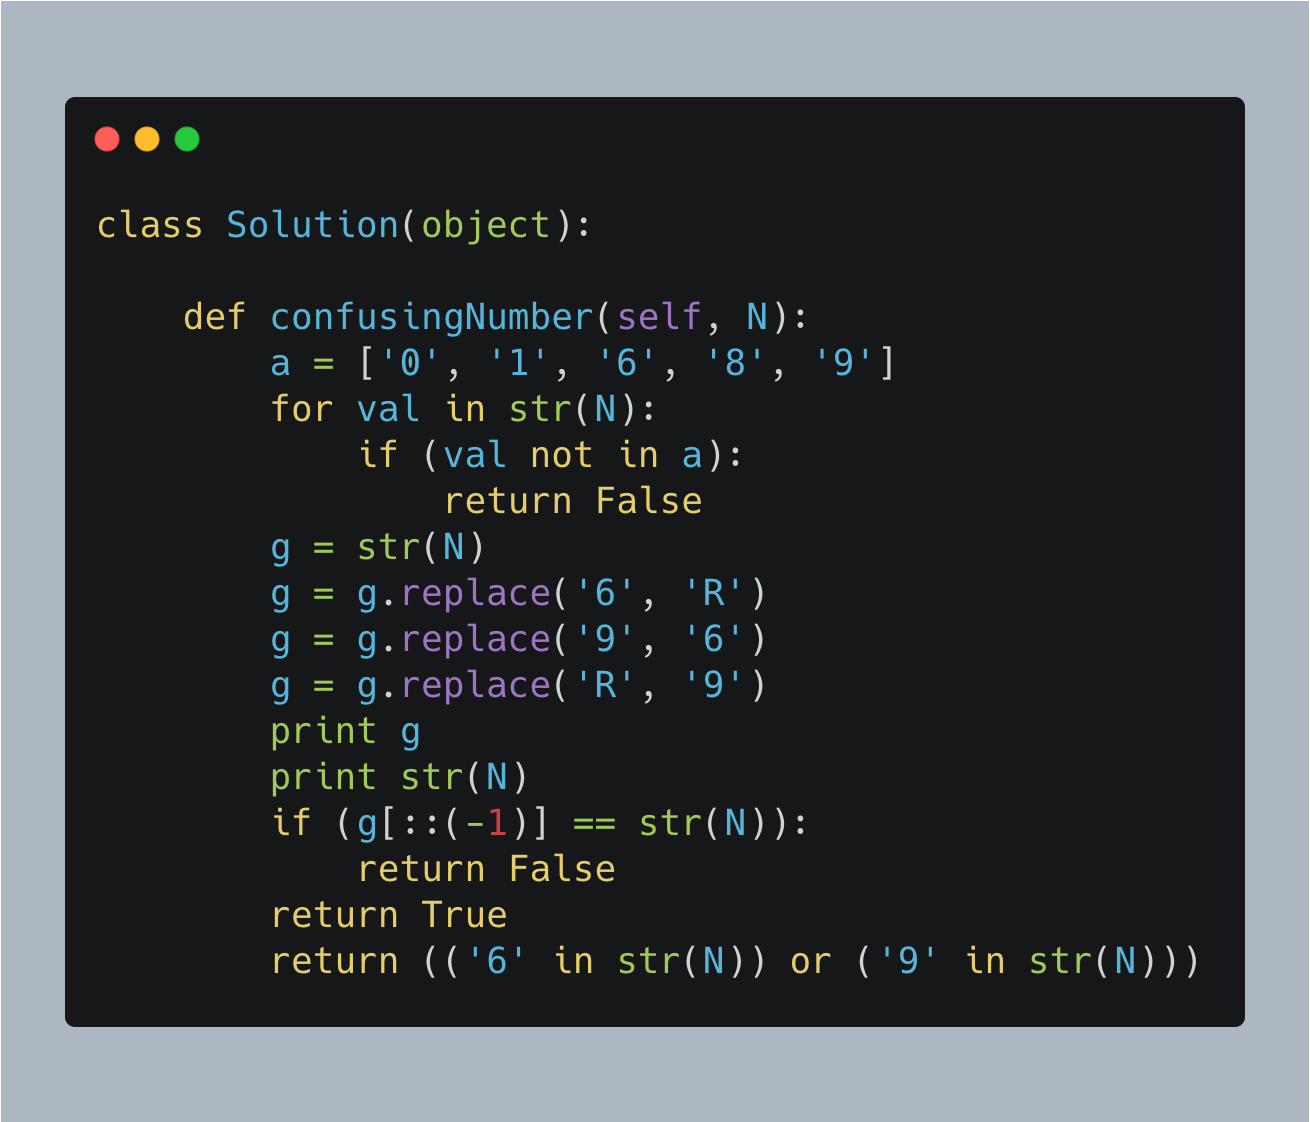 class Solution(object):

    def confusingNumber(self, N):
        a = ['0', '1', '6', '8', '9']
        for val in str(N):
            if (val not in a):
                return False
        g = str(N)
        g = g.replace('6', 'R')
        g = g.replace('9', '6')
        g = g.replace('R', '9')
        print g
        print str(N)
        if (g[::(-1)] == str(N)):
            return False
        return True
        return (('6' in str(N)) or ('9' in str(N)))